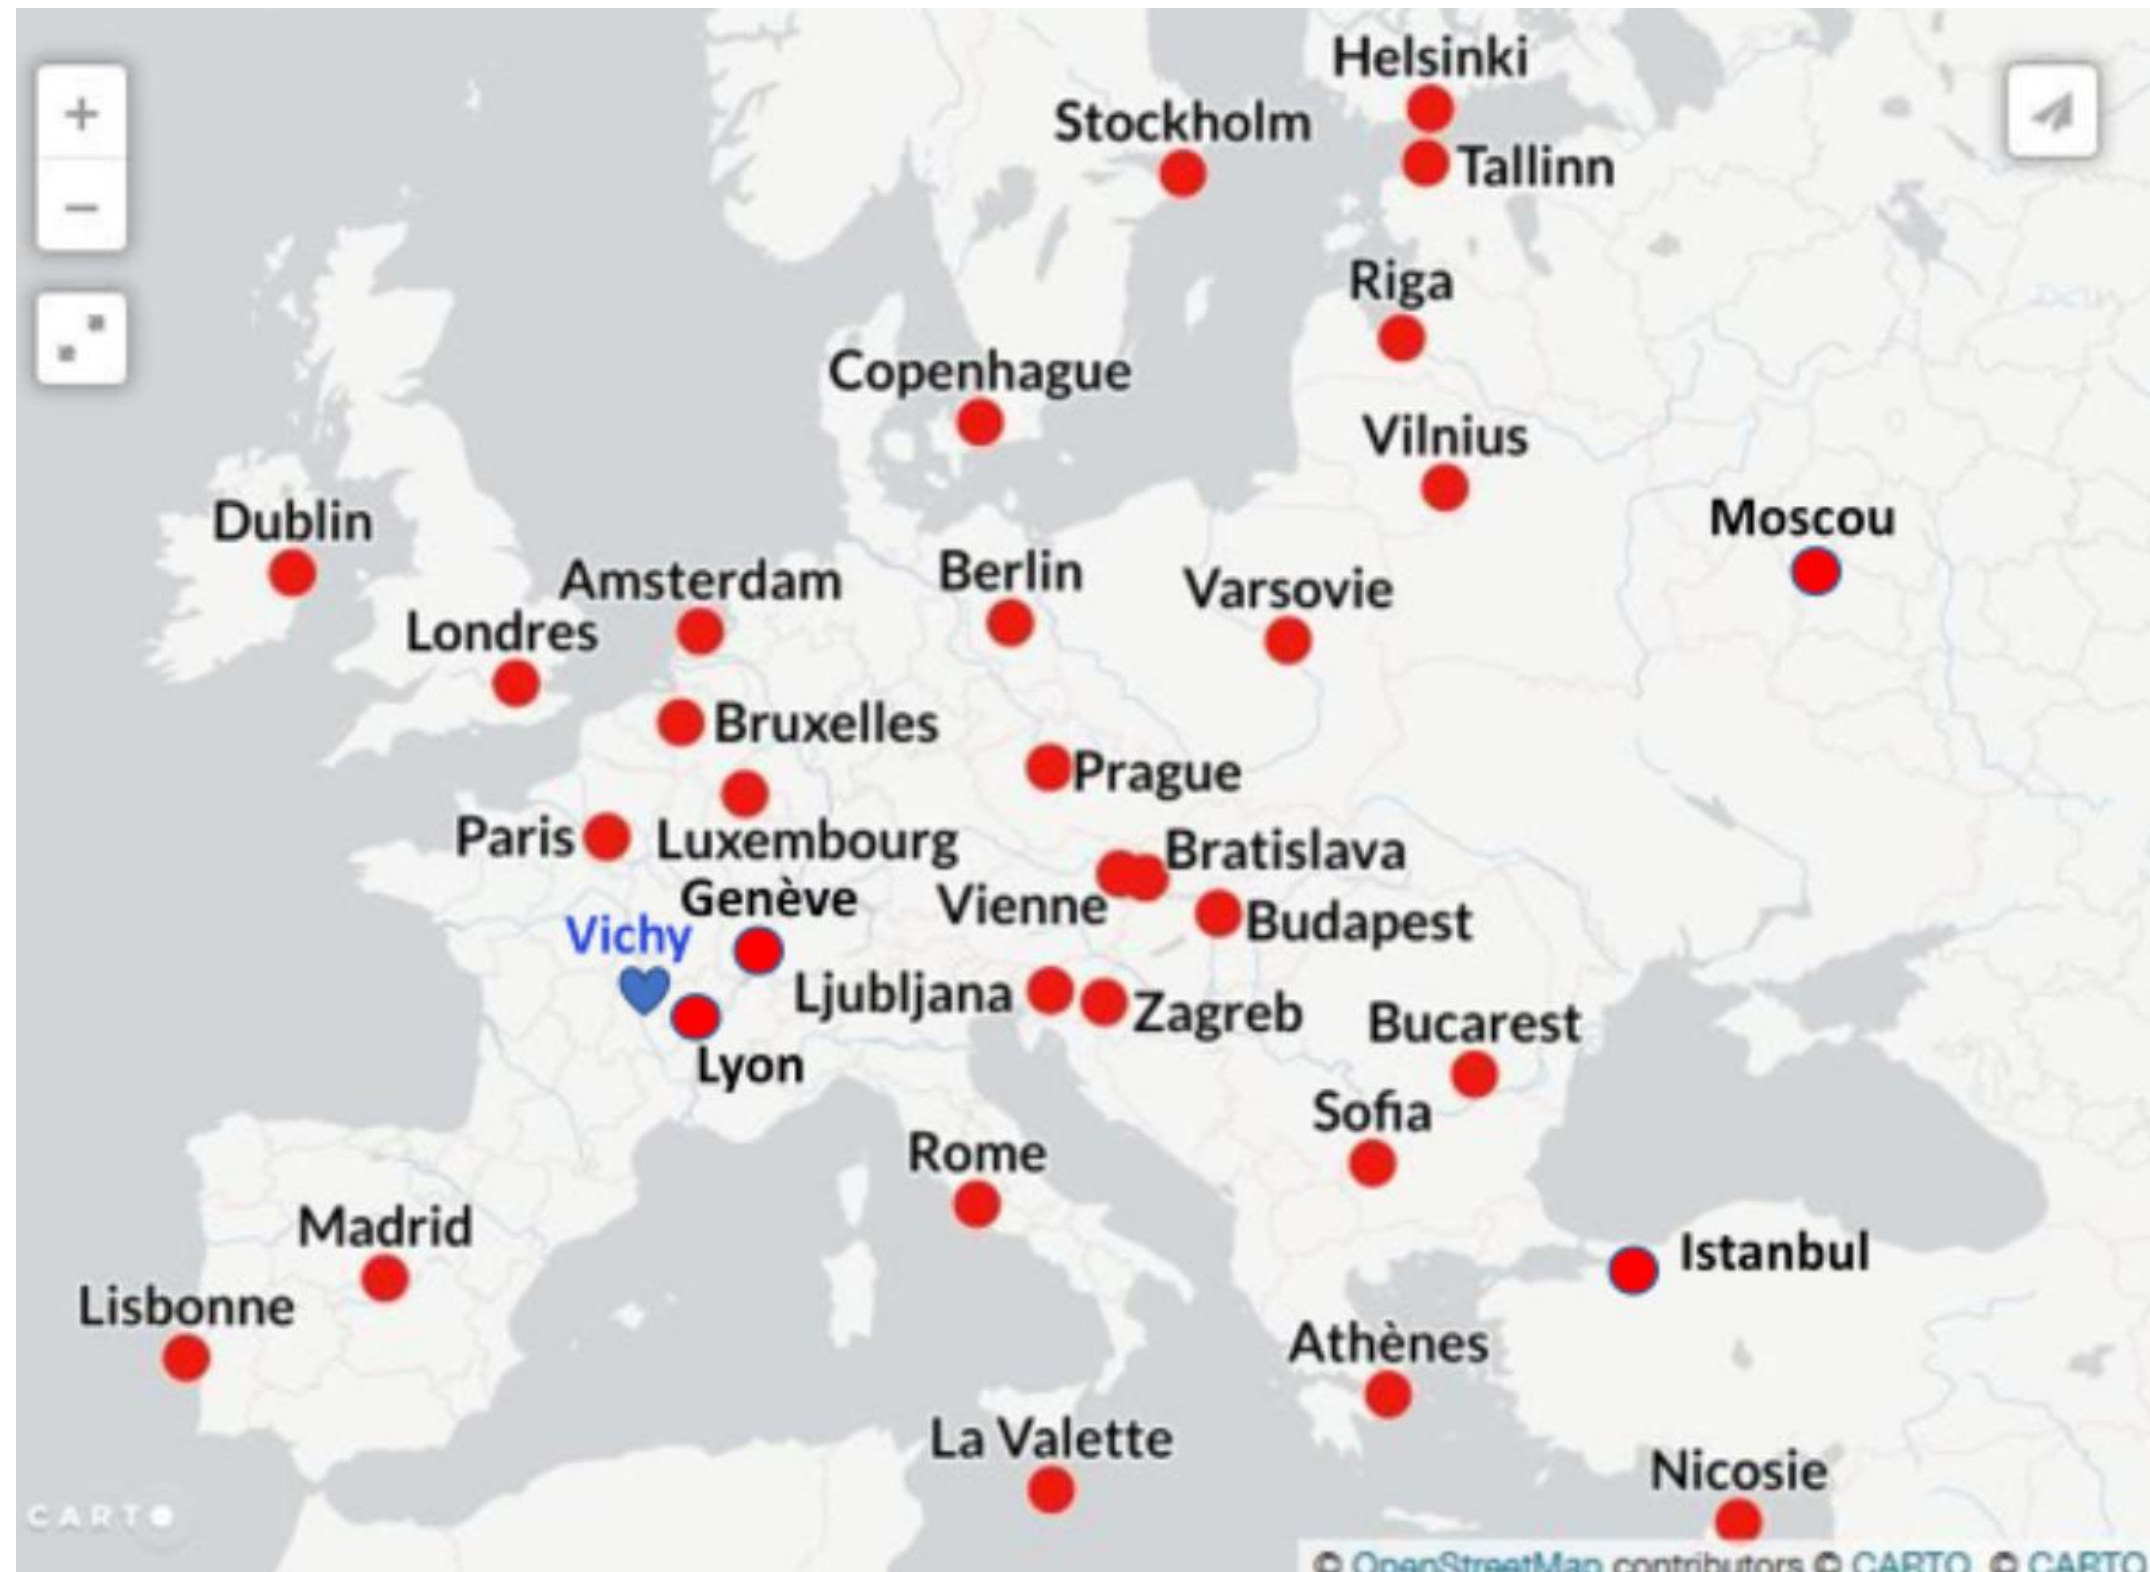 +
Helsinki
Stockholm
Tallinn
−
Riga
Copenhague
Vilnius
Moscou
Dublin
Amsterdam
Berlin
Varsovie
Londres
Bruxelles
Prague
Paris
Luxembourg
Bratislava
Genève
Vienne
Budapest
Vichy
Ljubljana
Zagreb
Bucarest
Lyon
Sofia
Rome
Madrid
Istanbul
Lisbonne
Athènes
La Valette
Nicosie
CARTO
© OpenStreetMap contributors © CARTO, © CARTO